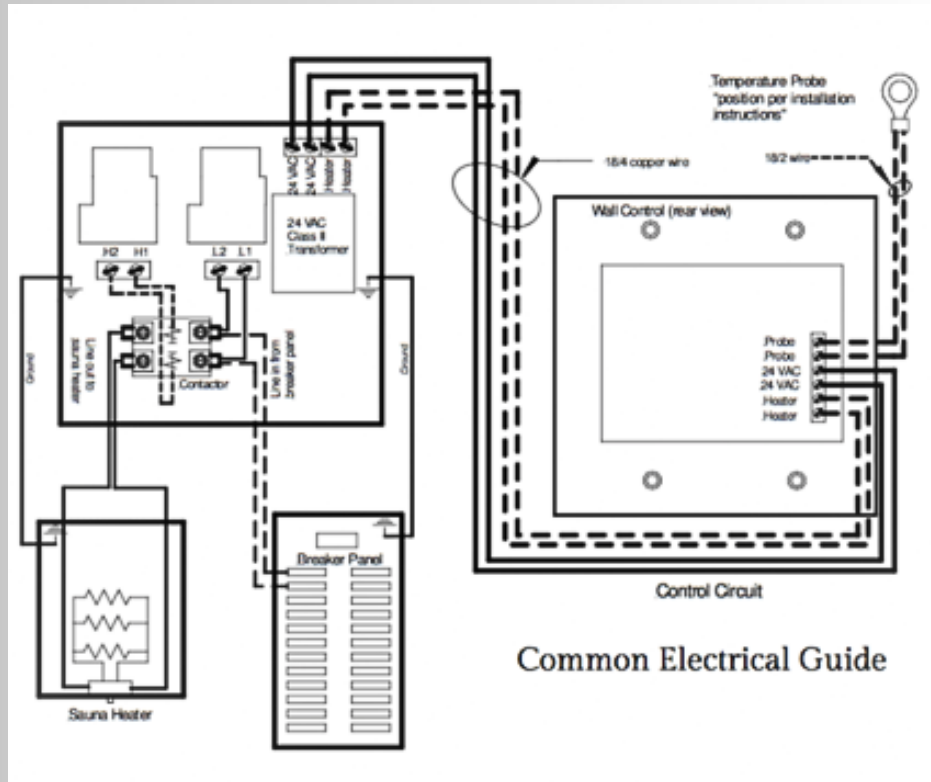 Temperature Probe
"position per installation
instructions"
18/4 copper wire
18/2 wire
24 VAC
24 VAC
Heater
Heater
24 VAC
Class II
Transformer
H2 H1
L2 L1
Wall Control (rear view)
Ground
Line out to
sauna heater
Contactor
Line in from
breaker panel
Ground
Probe
Probe
24 VAC
24 VAC
Heater
Heater
Breaker Panel
Control Circuit
Common Electrical Guide
Sauna Heater